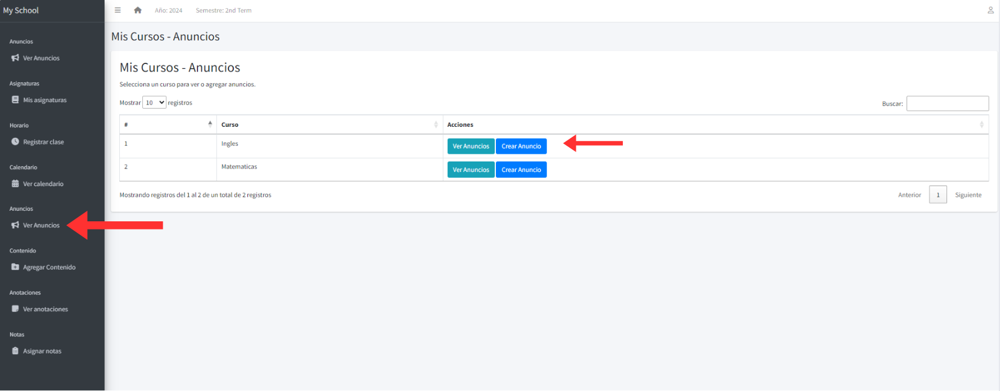 My School
Año: 2024 Semestre: 2nd Term
Anuncios
Ver Anuncios
Asignaturas
Mis asignaturas
Horario
Registrar clase
Calendario
Ver calendario
Anuncios
Ver Anuncios
Contenido
Agregar Contenido
Anotaciones
Ver anotaciones
Notas
Asignar notas
Mis Cursos - Anuncios
Mis Cursos - Anuncios
Selecciona un curso para ver o agregar anuncios.
Mostrar 10 registros Buscar:
# Curso Acciones
1 Ingles Ver Anuncios Crear Anuncio
2 Matematicas Ver Anuncios Crear Anuncio
Mostrando registros del 1 al 2 de un total de 2 registros Anterior 1 Siguiente